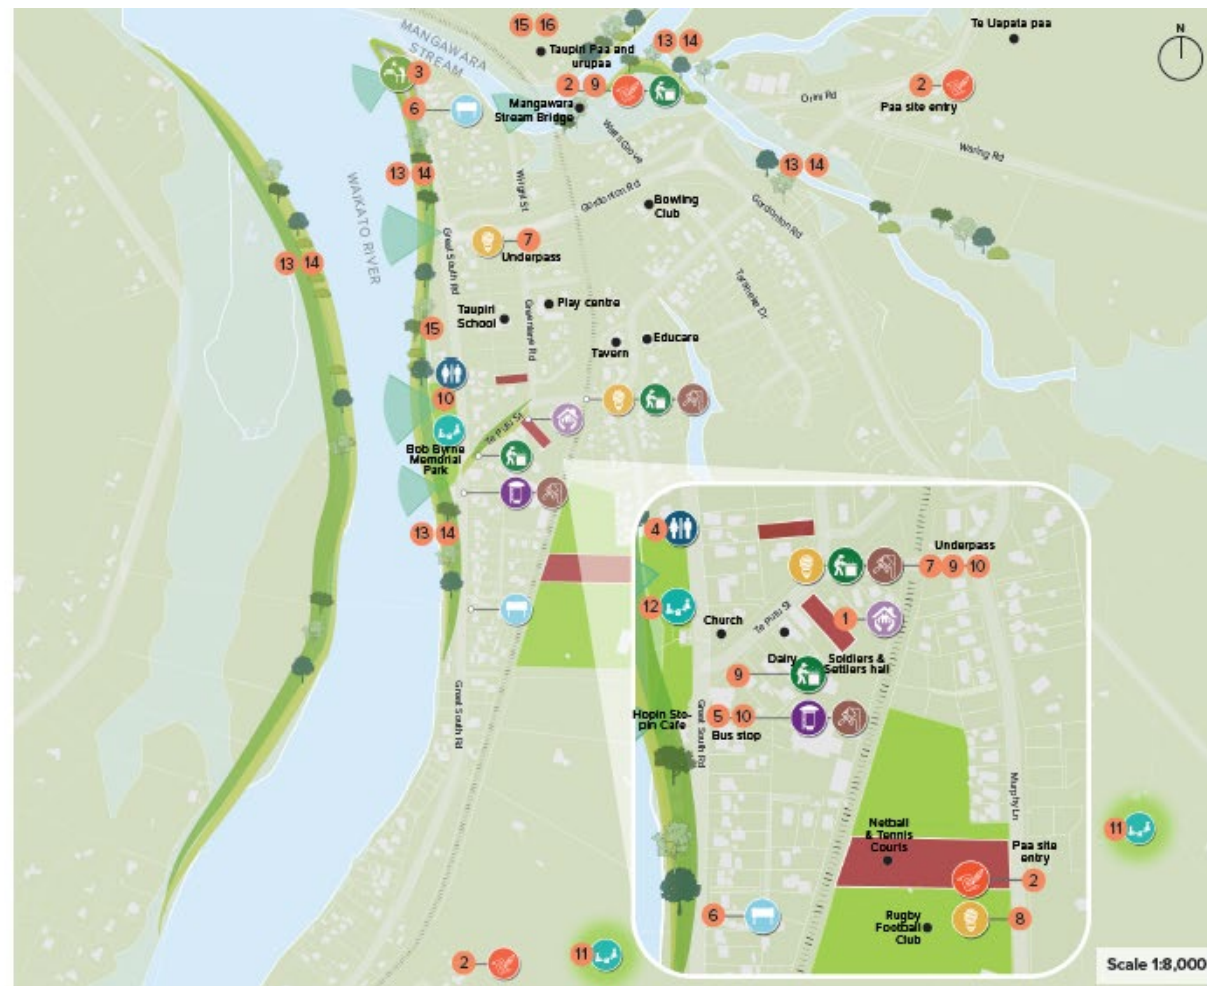 MANGAWARA
STREAM
15 16
Taupiri Paa and
urupaa
13 14
Te Uapata paa
N
3
2 9
2
Paa site entry
6
Mangawara
Stream Bridge
Orini Rd
Watts Grove
Waring Rd
13 14
13 14
WAIKATO RIVER
Wright St
Gordonton Rd
Bowling
Club
Gordonton Rd
7
Underpass
Great South Rd
13 14
Play centre
Taupiri
School
Greenlane Rd
Tavern
Educare
15
10
Te Putu St
Bob Byrne
Memorial
Park
13 14
Great South Rd
4
Underpass
7 9 10
12
Church
Te Putu St
1
Dairy
Soldiers &
Settlers hall
9
Hopin Sto-
pin Cafe
Great South Rd
5 10
Bus stop
Murphy Ln
Netball
& Tennis
Courts
Paa site
entry
2
11
6
Rugby
Football
Club
8
2
11
Scale 1:8,000